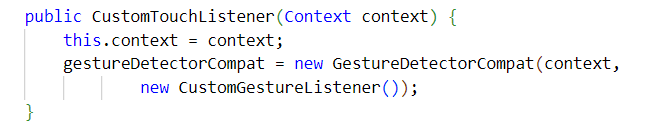 public CustomTouchListener(Context context) {
    this.context = context;
    gestureDetectorCompat = new GestureDetectorCompat(context,
            new CustomGestureListener());
}